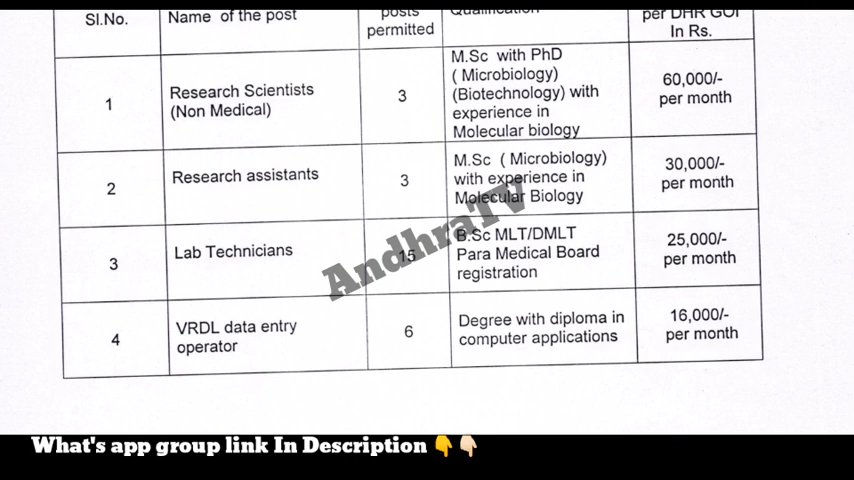 Sl.No.
Name of the post
posts
permitted
Qualification
per DHR GOI
In Rs.
1
Research Scientists
(Non Medical)
3
M.Sc with PhD
( Microbiology)
(Biotechnology) with
experience in
Molecular biology
60,000/-
per month
2
Research assistants
3
M.Sc ( Microbiology)
with experience in
Molecular Biology
30,000/-
per month
3
Lab Technicians
15
B.Sc MLT/DMLT
Para Medical Board
registration
25,000/-
per month
4
VRDL data entry
operator
6
Degree with diploma in
computer applications
16,000/-
per month
AndhraTV
What's app group link In Description 👇👇🏻